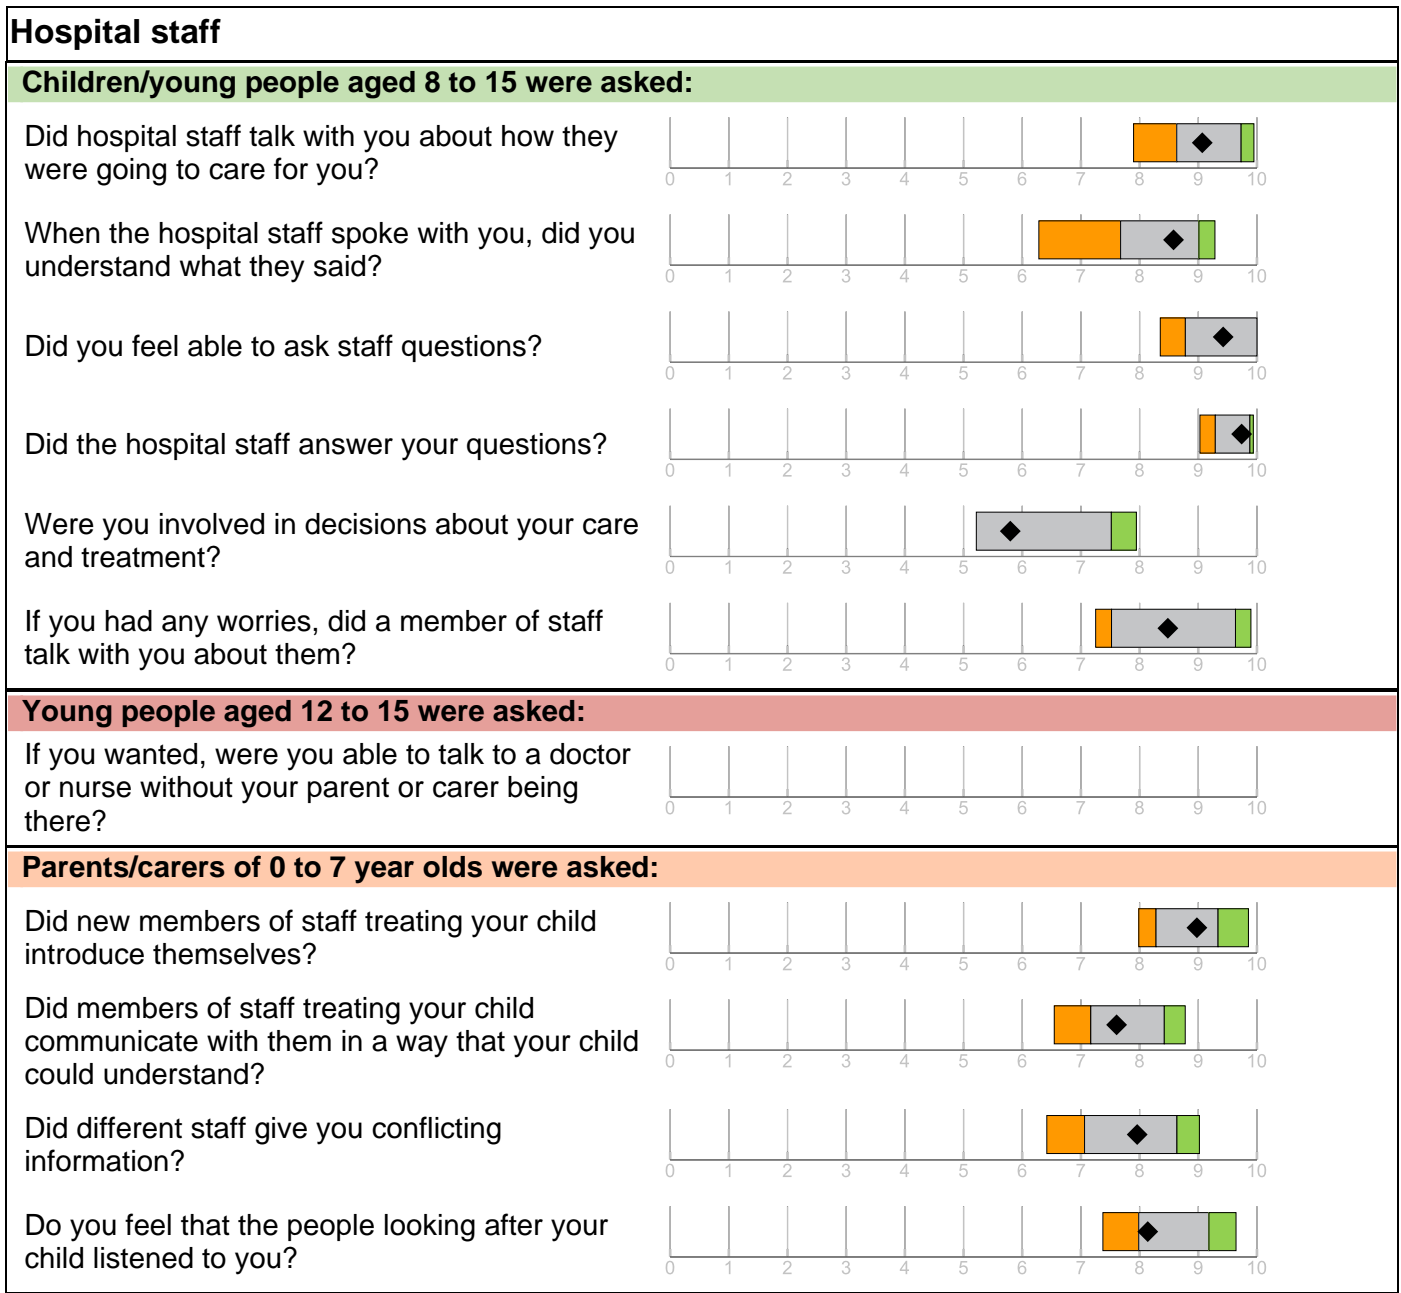 Hospital staff
Children/young people aged 8 to 15 were asked:
Did hospital staff talk with you about how they
were going to care for you?
0 1 2 3 4 5 6 7 8 9 10
When the hospital staff spoke with you, did you
understand what they said?
0 1 2 3 4 5 6 7 8 9 10
Did you feel able to ask staff questions?
0 1 2 3 4 5 6 7 8 9 10
Did the hospital staff answer your questions?
0 1 2 3 4 5 6 7 8 9 10
Were you involved in decisions about your care
and treatment?
0 1 2 3 4 5 6 7 8 9 10
If you had any worries, did a member of staff
talk with you about them?
0 1 2 3 4 5 6 7 8 9 10
Young people aged 12 to 15 were asked:
If you wanted, were you able to talk to a doctor
or nurse without your parent or carer being
there?
0 1 2 3 4 5 6 7 8 9 10
Parents/carers of 0 to 7 year olds were asked:
Did new members of staff treating your child
introduce themselves?
0 1 2 3 4 5 6 7 8 9 10
Did members of staff treating your child
communicate with them in a way that your child
could understand?
0 1 2 3 4 5 6 7 8 9 10
Did different staff give you conflicting
information?
0 1 2 3 4 5 6 7 8 9 10
Do you feel that the people looking after your
child listened to you?
0 1 2 3 4 5 6 7 8 9 10